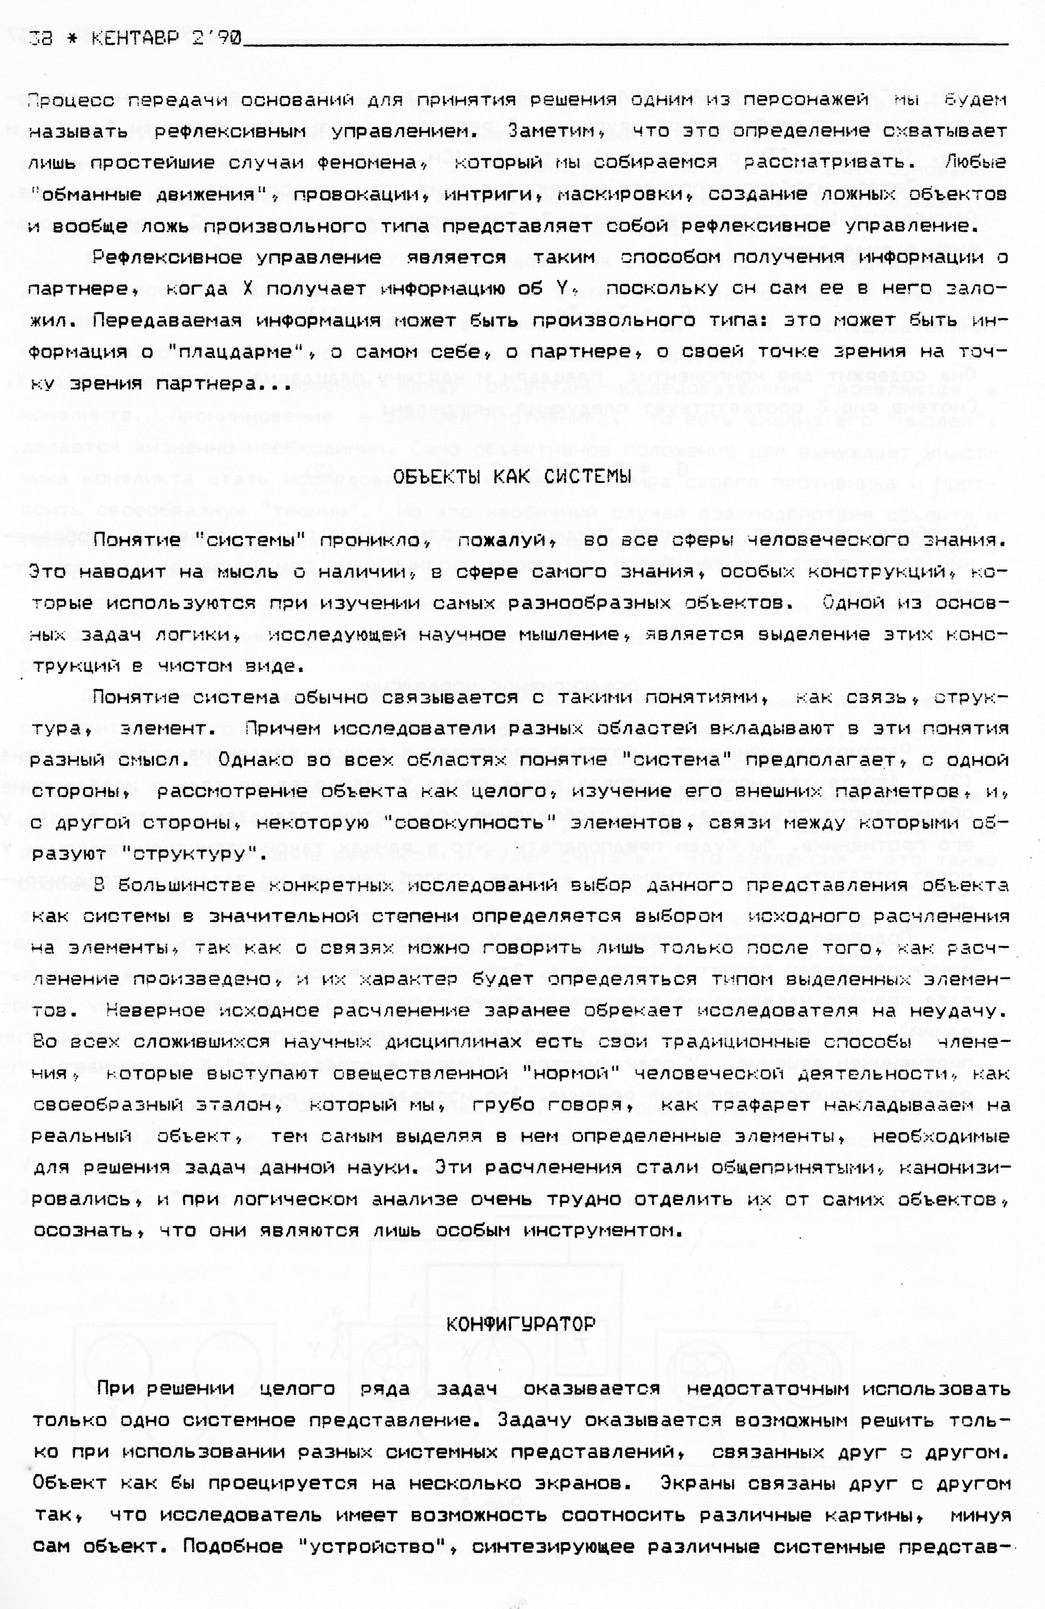 38 * КЕНТАВР 2'90
Процесс передачи оснований для принятия решения одним из персонажей мы будем
называть рефлексивным управлением. Заметим, что это определение схватывает
лишь простейшие случаи феномена, который мы собираемся рассматривать. Любые
"обманные движения", провокации, интриги, маскировки, создание ложных объектов
и вообще ложь произвольного типа представляет собой рефлексивное управление.
Рефлексивное управление является таким способом получения информации о
партнере, когда X получает информацию об Y, поскольку он сам ее в него зало-
жил. Передаваемая информация может быть произвольного типа: это может быть ин-
формация о "плацдарме", о самом себе, о партнере, о своей точке зрения на точ-
ку зрения партнера...
ОБЪЕКТЫ КАК СИСТЕМЫ
Понятие "системы" проникло, пожалуй, во все сферы человеческого знания.
Это наводит на мысль о наличии, в сфере самого знания, особых конструкций, ко-
торые используются при изучении самых разнообразных объектов. Одной из основ-
ных задач логики, исследующей научное мышление, является выделение этих конс-
трукций в чистом виде.
Понятие система обычно связывается с такими понятиями, как связь, струк-
тура, элемент. Причем исследователи разных областей вкладывают в эти понятия
разный смысл. Однако во всех областях понятие "система" предполагает, с одной
стороны, рассмотрение объекта как целого, изучение его внешних параметров, и,
с другой стороны, некоторую "совокупность" элементов, связи между которыми об-
разуют "структуру".
В большинстве конкретных исследований выбор данного представления объекта
как системы в значительной степени определяется выбором исходного расчленения
на элементы, так как о связях можно говорить лишь только после того, как расч-
ленение произведено, и их характер будет определяться типом выделенных элемен-
тов. Неверное исходное расчленение заранее обрекает исследователя на неудачу.
Во всех сложившихся научных дисциплинах есть свои традиционные способы члене-
ния, которые выступают овеществленной "нормой" человеческой деятельности, как
своеобразный эталон, который мы, грубо говоря, как трафарет накладывааем на
реальный объект, тем самым выделяя в нем определенные элементы, необходимые
для решения задач данной науки. Эти расчленения стали общепринятыми, канонизи-
ровались, и при логическом анализе очень трудно отделить их от самих объектов,
осознать, что они являются лишь особым инструментом.
КОНФИГУРАТОР
При решении целого ряда задач оказывается недостаточным использовать
только одно системное представление. Задачу оказывается возможным решить толь-
ко при использовании разных системных представлений, связанных друг с другом.
Объект как бы проецируется на несколько экранов. Экраны связаны друг с другом
так, что исследователь имеет возможность соотносить различные картины, минуя
сам объект. Подобное "устройство", синтезирующее различные системные представ-